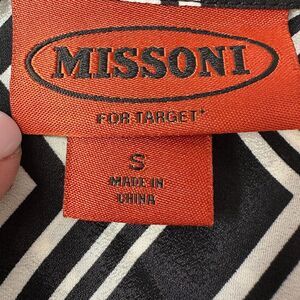 MISSONI
FOR TARGET*
S
MADE IN
CHINA